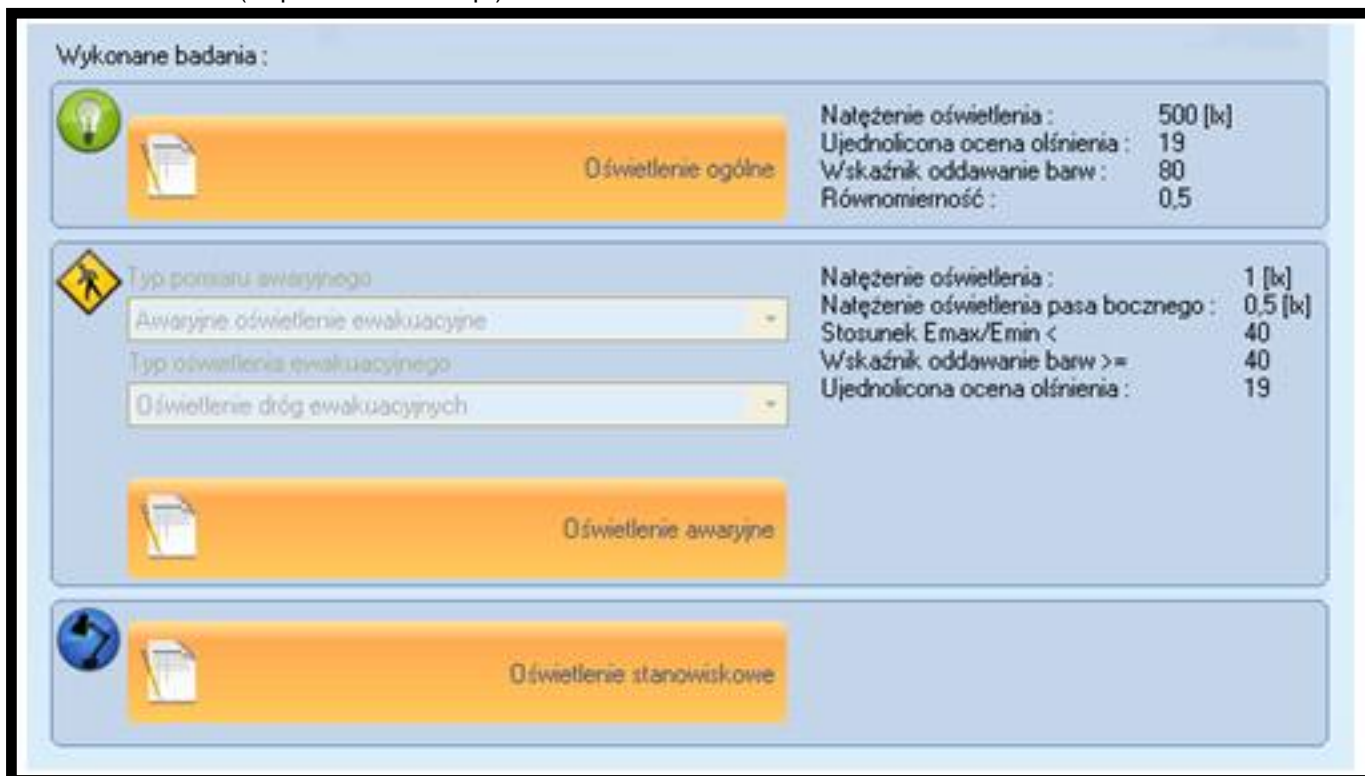 Wykonane badania :
Oświetlenie ogólne
Natężenie oświetlenia : 500 [lx]
Ujednolicona ocena olśnienia : 19
Wskaźnik oddawanie barw : 80
Równomierność : 0,5
Typ pomiaru awaryjnego
Awaryjne oświetlenie ewakuacyjne
Typ oświetlenia ewakuacyjnego
Oświetlenie dróg ewakuacyjnych
Oświetlenie awaryjne
Natężenie oświetlenia : 1 [lx]
Natężenie oświetlenia pasa bocznego : 0,5 [lx]
Stosunek Emax/Emin < 40
Wskaźnik oddawanie barw >= 40
Ujednolicona ocena olśnienia : 19
Oświetlenie stanowiskowe